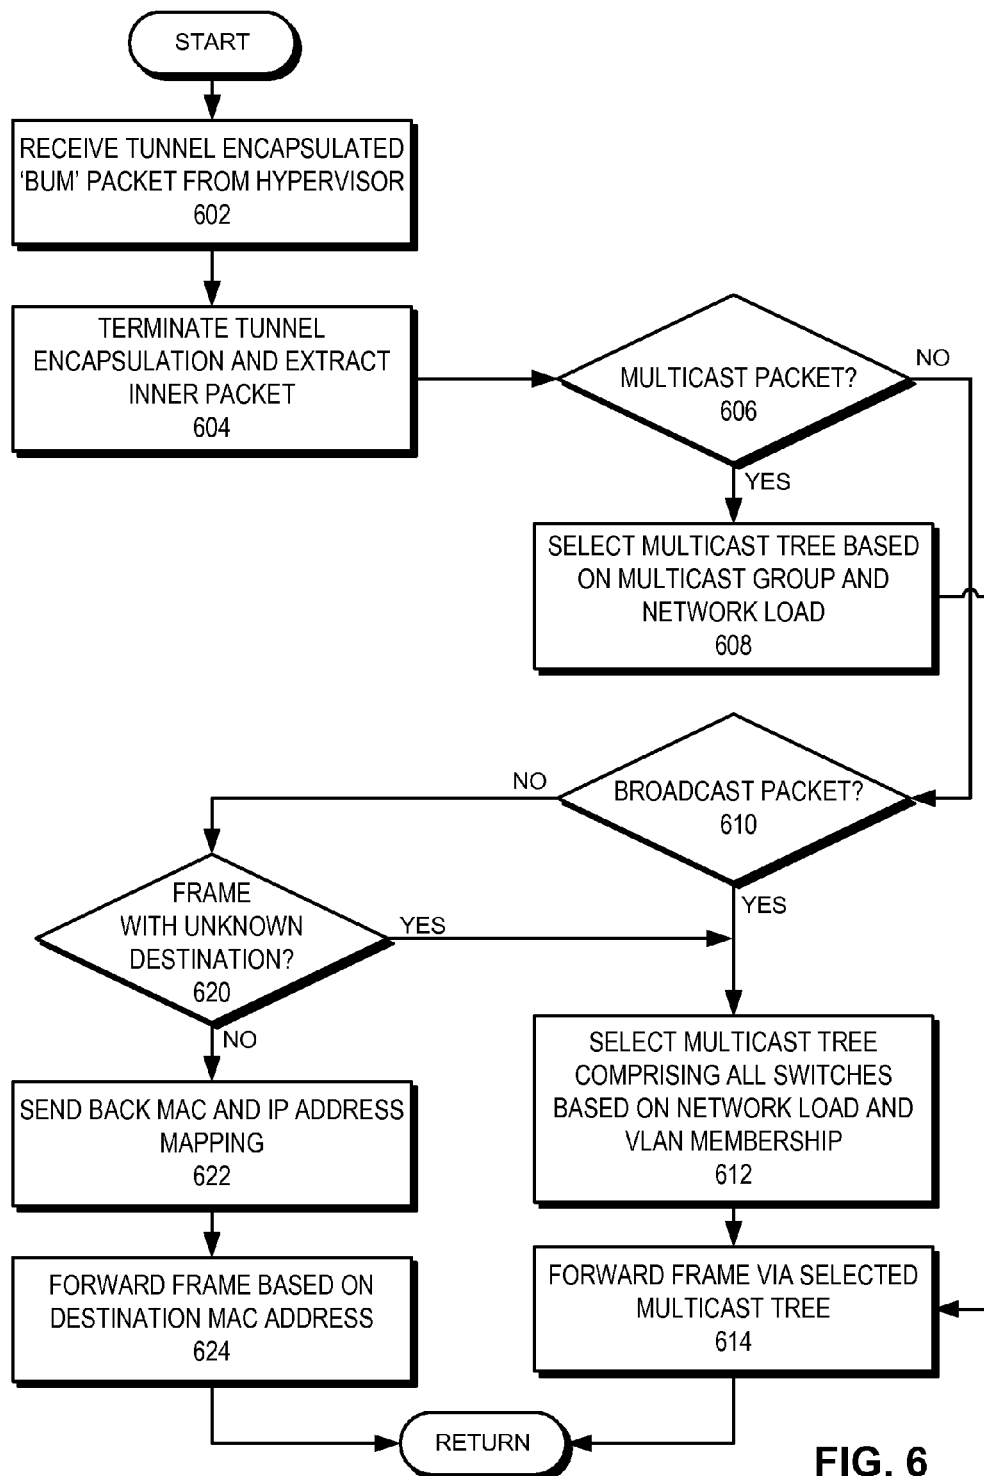 START
RECEIVE TUNNEL ENCAPSULATED
‘BUM’ PACKET FROM HYPERVISOR
602
TERMINATE TUNNEL
ENCAPSULATION AND EXTRACT
INNER PACKET
604
MULTICAST PACKET?
606
NO
YES
SELECT MULTICAST TREE BASED
ON MULTICAST GROUP AND
NETWORK LOAD
608
BROADCAST PACKET?
610
NO
YES
FRAME
WITH UNKNOWN
DESTINATION?
620
YES
NO
SELECT MULTICAST TREE
COMPRISING ALL SWITCHES
BASED ON NETWORK LOAD AND
VLAN MEMBERSHIP
612
SEND BACK MAC AND IP ADDRESS
MAPPING
622
FORWARD FRAME BASED ON
DESTINATION MAC ADDRESS
624
FORWARD FRAME VIA SELECTED
MULTICAST TREE
614
RETURN
FIG. 6